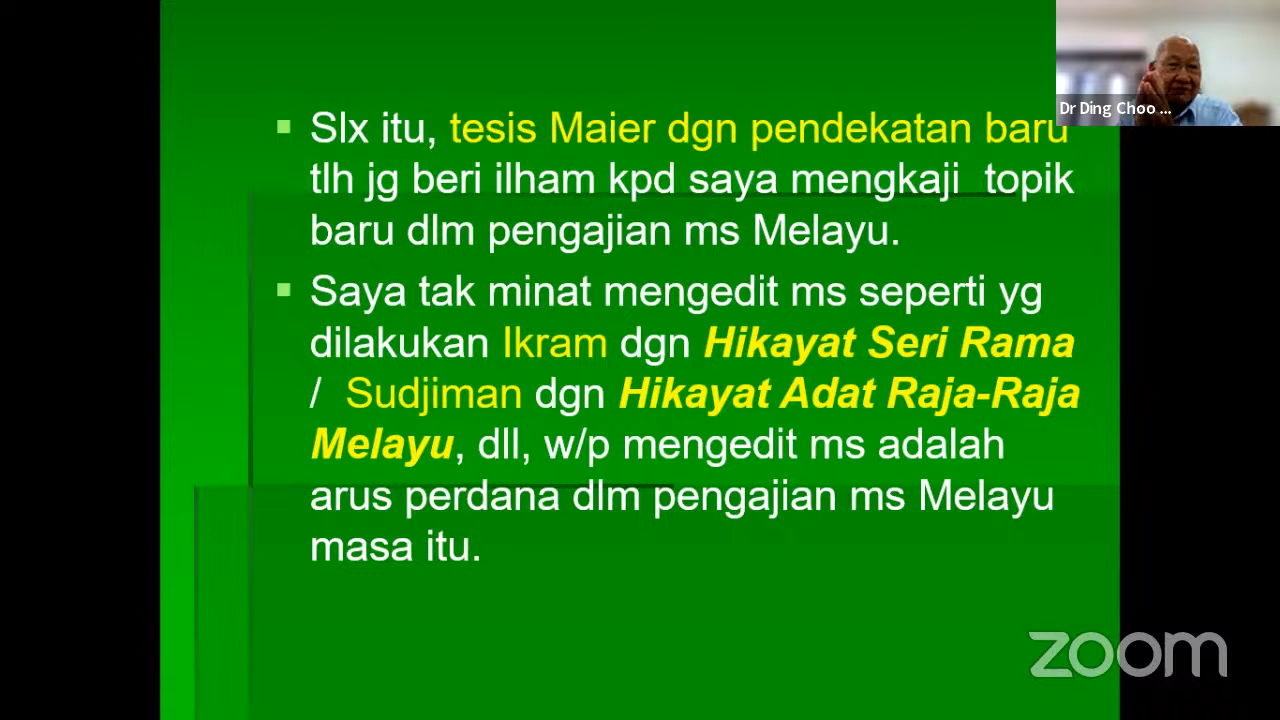 Slx itu, tesis Maier dgn pendekatan baru
tlh jg beri ilham kpd saya mengkaji topik
baru dlm pengajian ms Melayu.
Saya tak minat mengedit ms seperti yg
dilakukan Ikram dgn Hikayat Seri Rama
/ Sudjiman dgn Hikayat Adat Raja-Raja
Melayu, dll, w/p mengedit ms adalah
arus perdana dlm pengajian ms Melayu
masa itu.
Dr Ding Choo ...
zoom